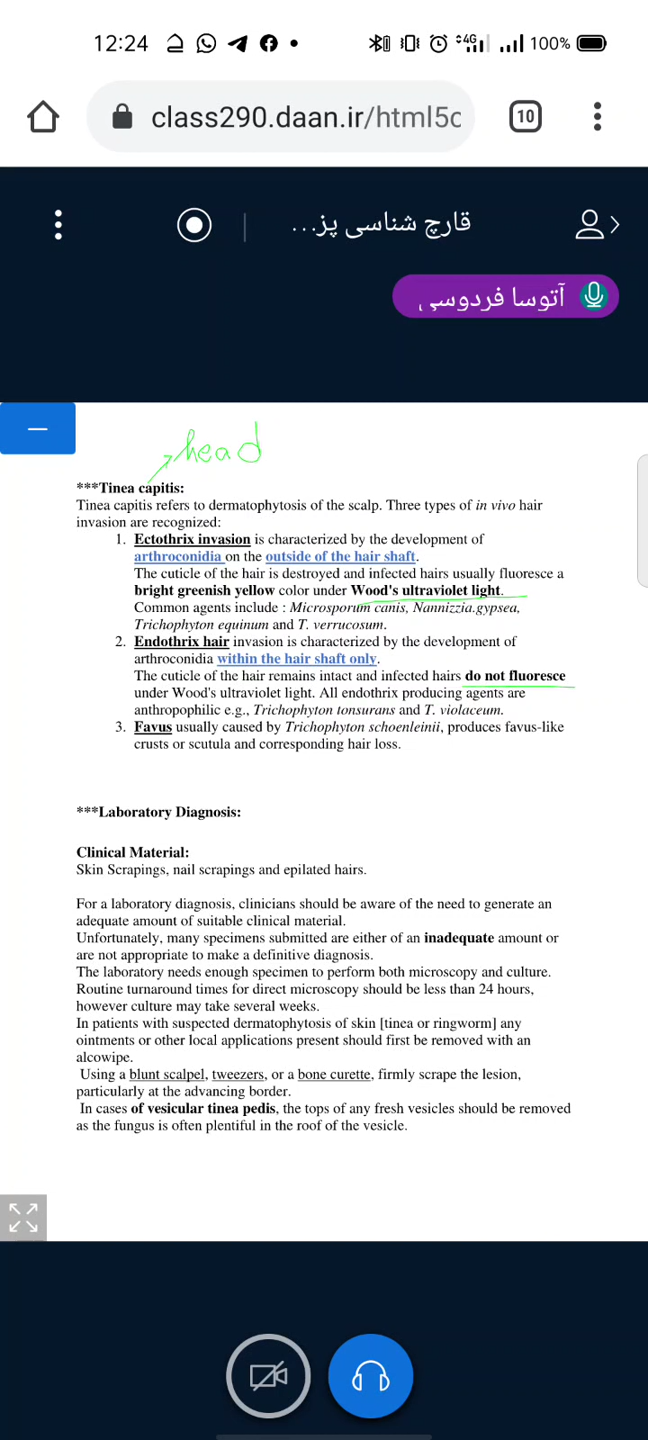 12:24
4G 100%
class290.daan.ir/html5c
10
قارچ شناسی پز...
آتوسا فردوسی
head
***Tinea capitis:
Tinea capitis refers to dermatophytosis of the scalp. Three types of in vivo hair
invasion are recognized:
1. Ectothrix invasion is characterized by the development of
arthroconidia on the outside of the hair shaft.
The cuticle of the hair is destroyed and infected hairs usually fluoresce a
bright greenish yellow color under Wood's ultraviolet light.
Common agents include : Microsporum canis, Nannizzia.gypsea,
Trichophyton equinum and T. verrucosum.
2. Endothrix hair invasion is characterized by the development of
arthroconidia within the hair shaft only.
The cuticle of the hair remains intact and infected hairs do not fluoresce
under Wood's ultraviolet light. All endothrix producing agents are
anthropophilic e.g., Trichophyton tonsurans and T. violaceum.
3. Favus usually caused by Trichophyton schoenleinii, produces favus-like
crusts or scutula and corresponding hair loss.
***Laboratory Diagnosis:
Clinical Material:
Skin Scrapings, nail scrapings and epilated hairs.
For a laboratory diagnosis, clinicians should be aware of the need to generate an
adequate amount of suitable clinical material.
Unfortunately, many specimens submitted are either of an inadequate amount or
are not appropriate to make a definitive diagnosis.
The laboratory needs enough specimen to perform both microscopy and culture.
Routine turnaround times for direct microscopy should be less than 24 hours,
however culture may take several weeks.
In patients with suspected dermatophytosis of skin [tinea or ringworm] any
ointments or other local applications present should first be removed with an
alcowipe.
Using a blunt scalpel, tweezers, or a bone curette, firmly scrape the lesion,
particularly at the advancing border.
In cases of vesicular tinea pedis, the tops of any fresh vesicles should be removed
as the fungus is often plentiful in the roof of the vesicle.